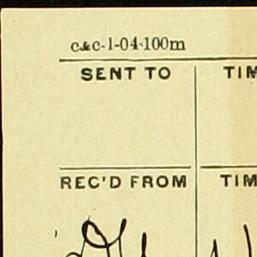 c&c-1-04-100m
SENT TO TIM
REC'D FROM TIM